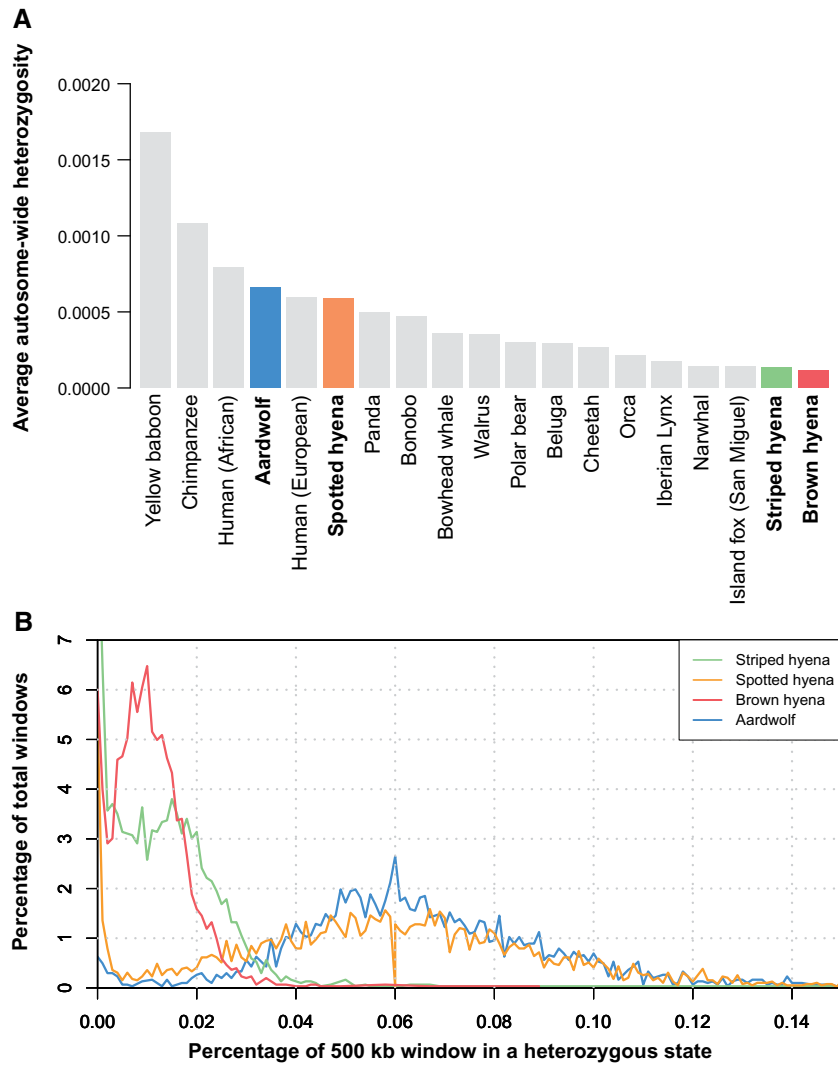 A
Average autosome-wide heterozygosity
0.0020
0.0015
0.0010
0.0005
0.0000
Yellow baboon
Chimpanzee
Human (African)
Aardwolf
Human (European)
Spotted hyena
Panda
Bonobo
Bowhead whale
Walrus
Polar bear
Beluga
Cheetah
Orca
Iberian Lynx
Narwhal
Island fox (San Miguel)
Striped hyena
Brown hyena
B
Percentage of total windows
7
6
5
4
3
2
1
0
Striped hyena
Spotted hyena
Brown hyena
Aardwolf
0.00 0.02 0.04 0.06 0.08 0.10 0.12 0.14
Percentage of 500 kb window in a heterozygous state